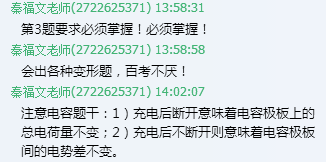 秦福文老师(2722625371) 13:58:31
第3题要求必须掌握！必须掌握！
秦福文老师(2722625371) 13:58:58
会出各种变形题，百考不厌！
秦福文老师(2722625371) 14:02:07
注意电容题干：1）充电后断开意味着电容极板上的
总电荷量不变；2）充电后不断开则意味着电容极板
间的电势差不变。